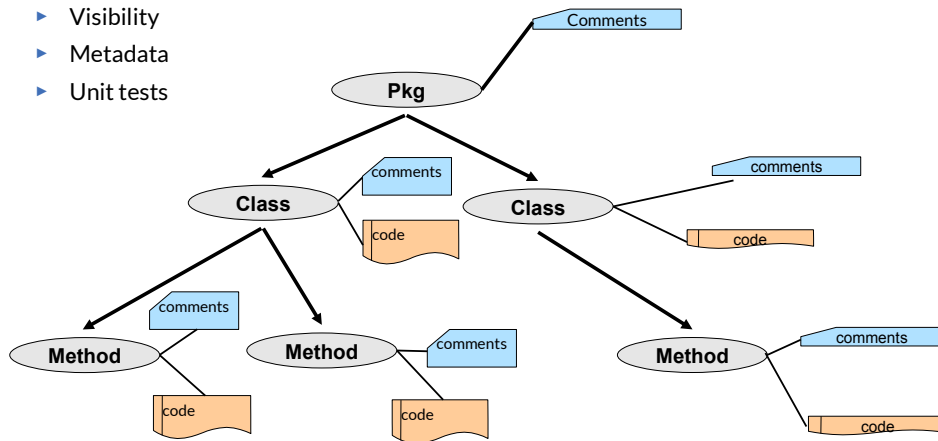 Visibility
Comments
Metadata
Unit tests
Pkg
comments
comments
Class
Class
code
code
comments
comments
comments
Method
Method
Method
code
code
code